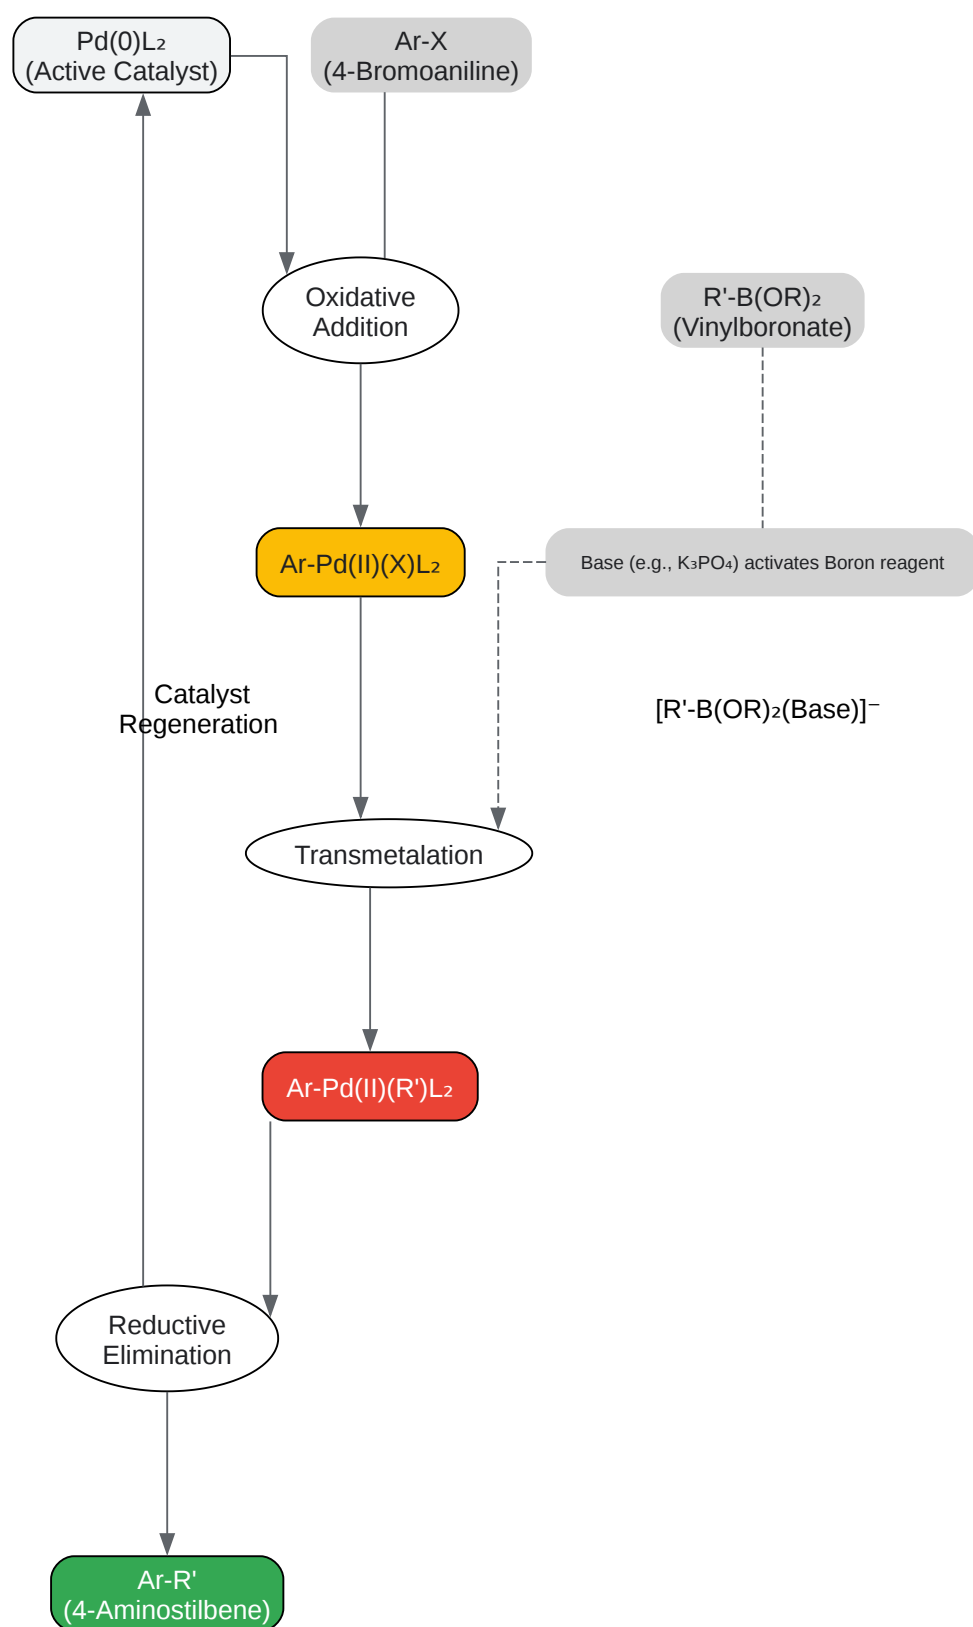 Pd(0)L₂
(Active Catalyst)
Ar-X
(4-Bromoaniline)
Oxidative
Addition
R'-B(OR)₂
(Vinylboronate)
Ar-Pd(II)(X)L₂
Base (e.g., K₃PO₄) activates Boron reagent
Catalyst
Regeneration
[R'-B(OR)₂(Base)]⁻
Transmetalation
Ar-Pd(II)(R')L₂
Reductive
Elimination
Ar-R'
(4-Aminostilbene)